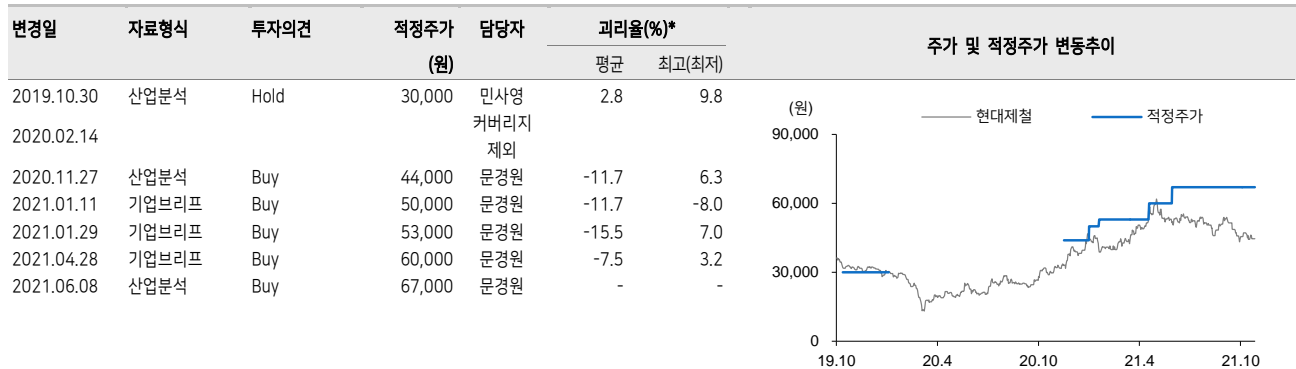 변경일 자료형식 투자의견 적정주가 담당자 괴리율(%)* 주가 및 적정주가 변동추이
(원) 평균 최고(최저)
2019.10.30 산업분석 Hold 30,000 민사영 2.8 9.8
2020.02.14 커버리지
제외
2020.11.27 산업분석 Buy 44,000 문경원 -11.7 6.3
2021.01.11 기업브리프 Buy 50,000 문경원 -11.7 -8.0
2021.01.29 기업브리프 Buy 53,000 문경원 -15.5 7.0
2021.04.28 기업브리프 Buy 60,000 문경원 -7.5 3.2
2021.06.08 산업분석 Buy 67,000 문경원 - -
(원)
현대제철 적정주가
90,000
60,000
30,000
0
19.10 20.4 20.10 21.4 21.10